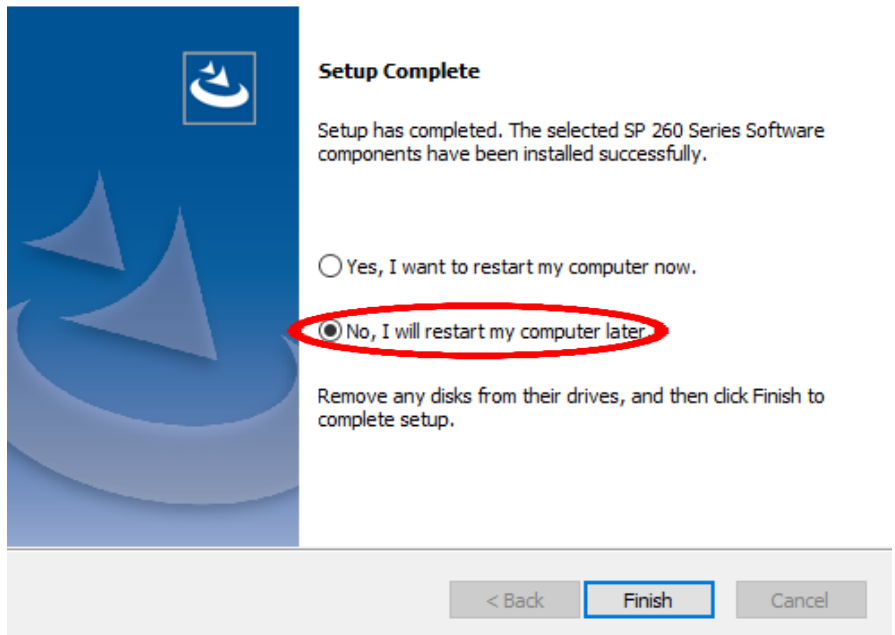 Setup Complete
Setup has completed. The selected SP 260 Series Software
components have been installed successfully.
Yes, I want to restart my computer now.
No, I will restart my computer later.
Remove any disks from their drives, and then click Finish to
complete setup.
< Back Finish Cancel